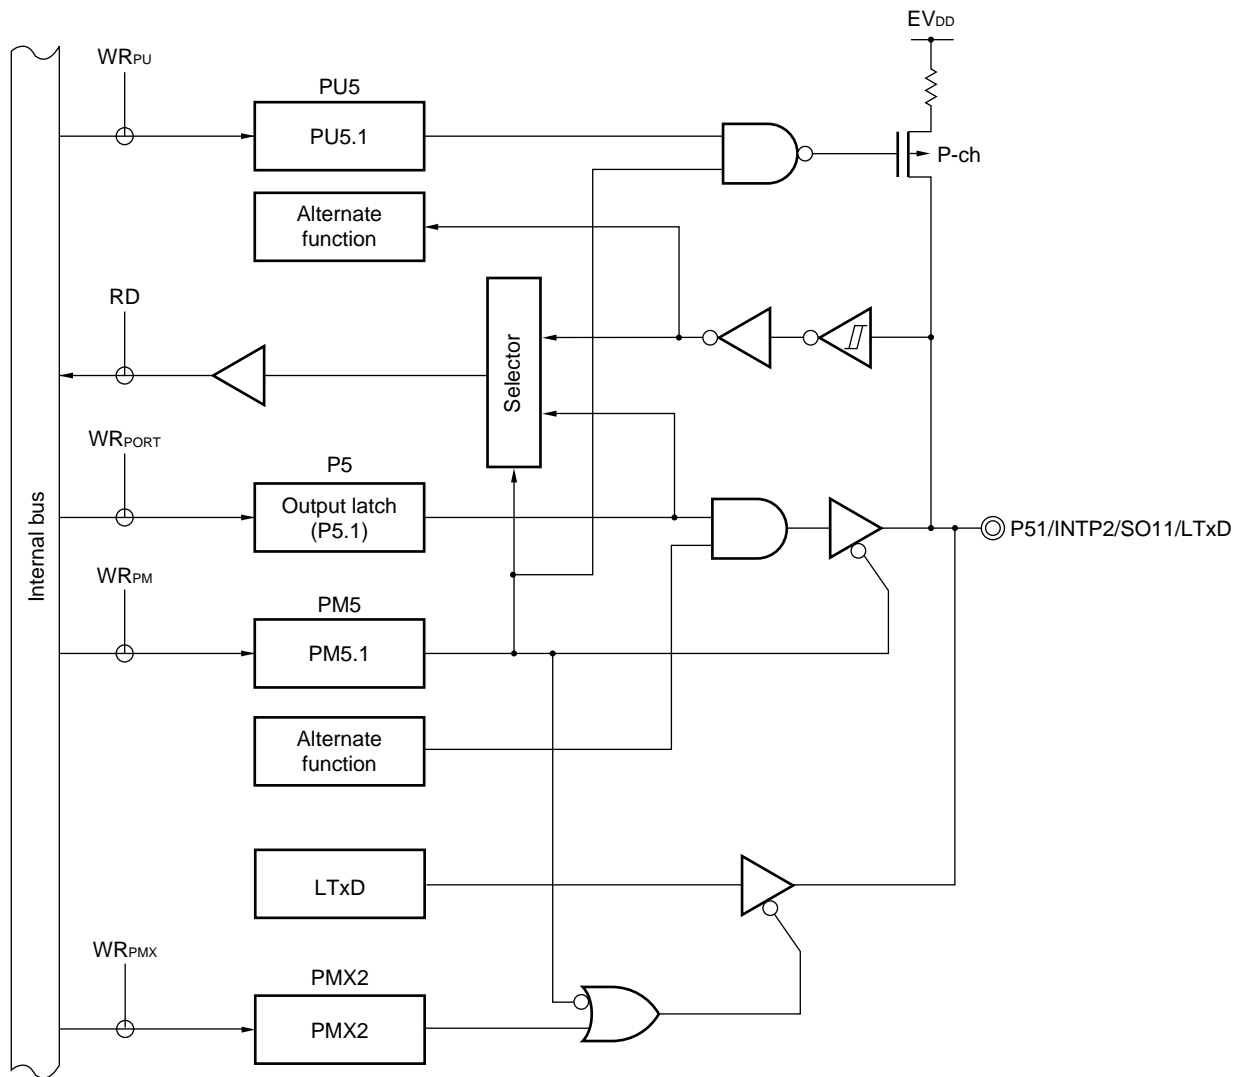 EVDD
WRPU
PU5
PU5.1
P-ch
Alternate
function
RD
Selector
WRPORT
P5
Output latch
(P5.1)
P51/INTP2/SO11/LTxD
Internal bus
WRPM
PM5
PM5.1
Alternate
function
LTxD
WRPMX
PMX2
PMX2